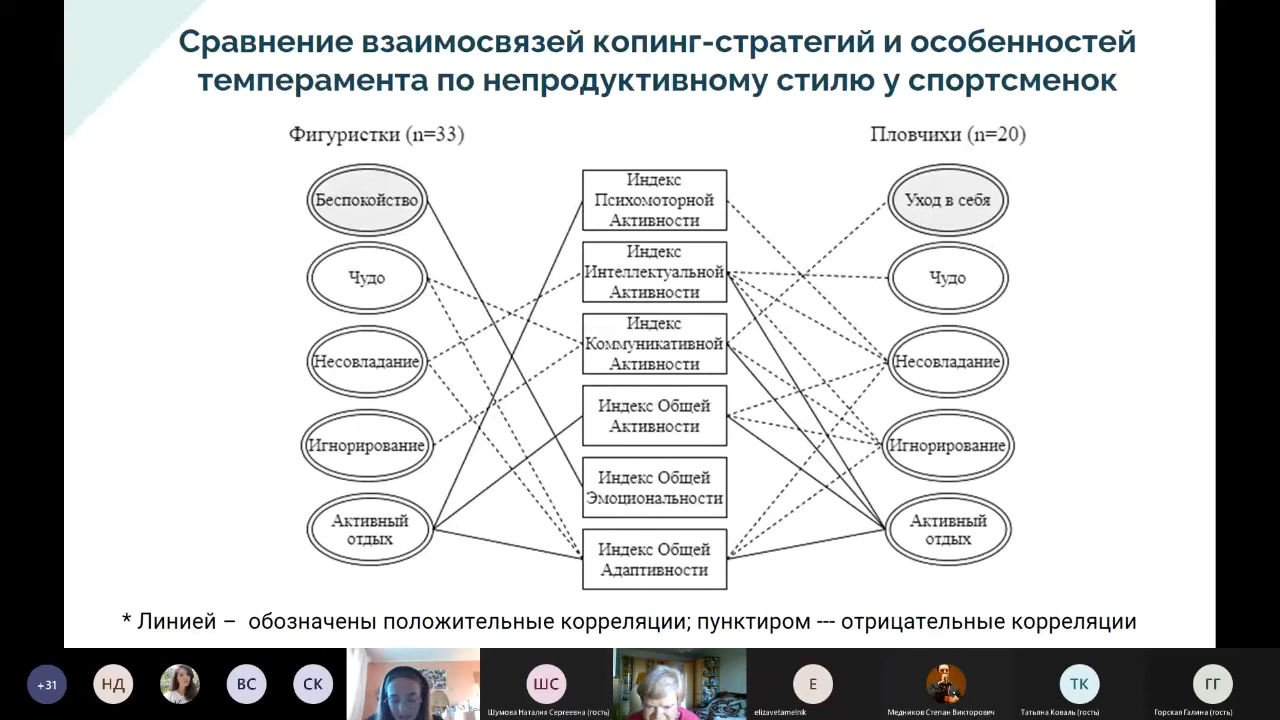 Сравнение взаимосвязей копинг-стратегий и особенностей
темперамента по непродуктивному стилю у спортсменок
Фигуристки (n=33)
Пловчихи (n=20)
Беспокойство
Чудо
Несовладание
Игнорирование
Активный
отдых
Индекс
Психомоторной
Активности
Индекс
Интеллектуальной
Активности
Индекс
Коммуникативной
Активности
Индекс Общей
Активности
Индекс Общей
Эмоциональности
Индекс Общей
Адаптивности
Уход в себя
Чудо
Несовладание
Игнорирование
Активный
отдых
* Линией – обозначены положительные корреляции; пунктиром --- отрицательные корреляции
+31
НД
ВС
СК
ШС
Шумова Наталия Сергеевна (гость)
Е
elizavetamelnik
Медников Степан Викторович
ТК
Татьяна Коваль (гость)
ГГ
Горская Галина (гость)